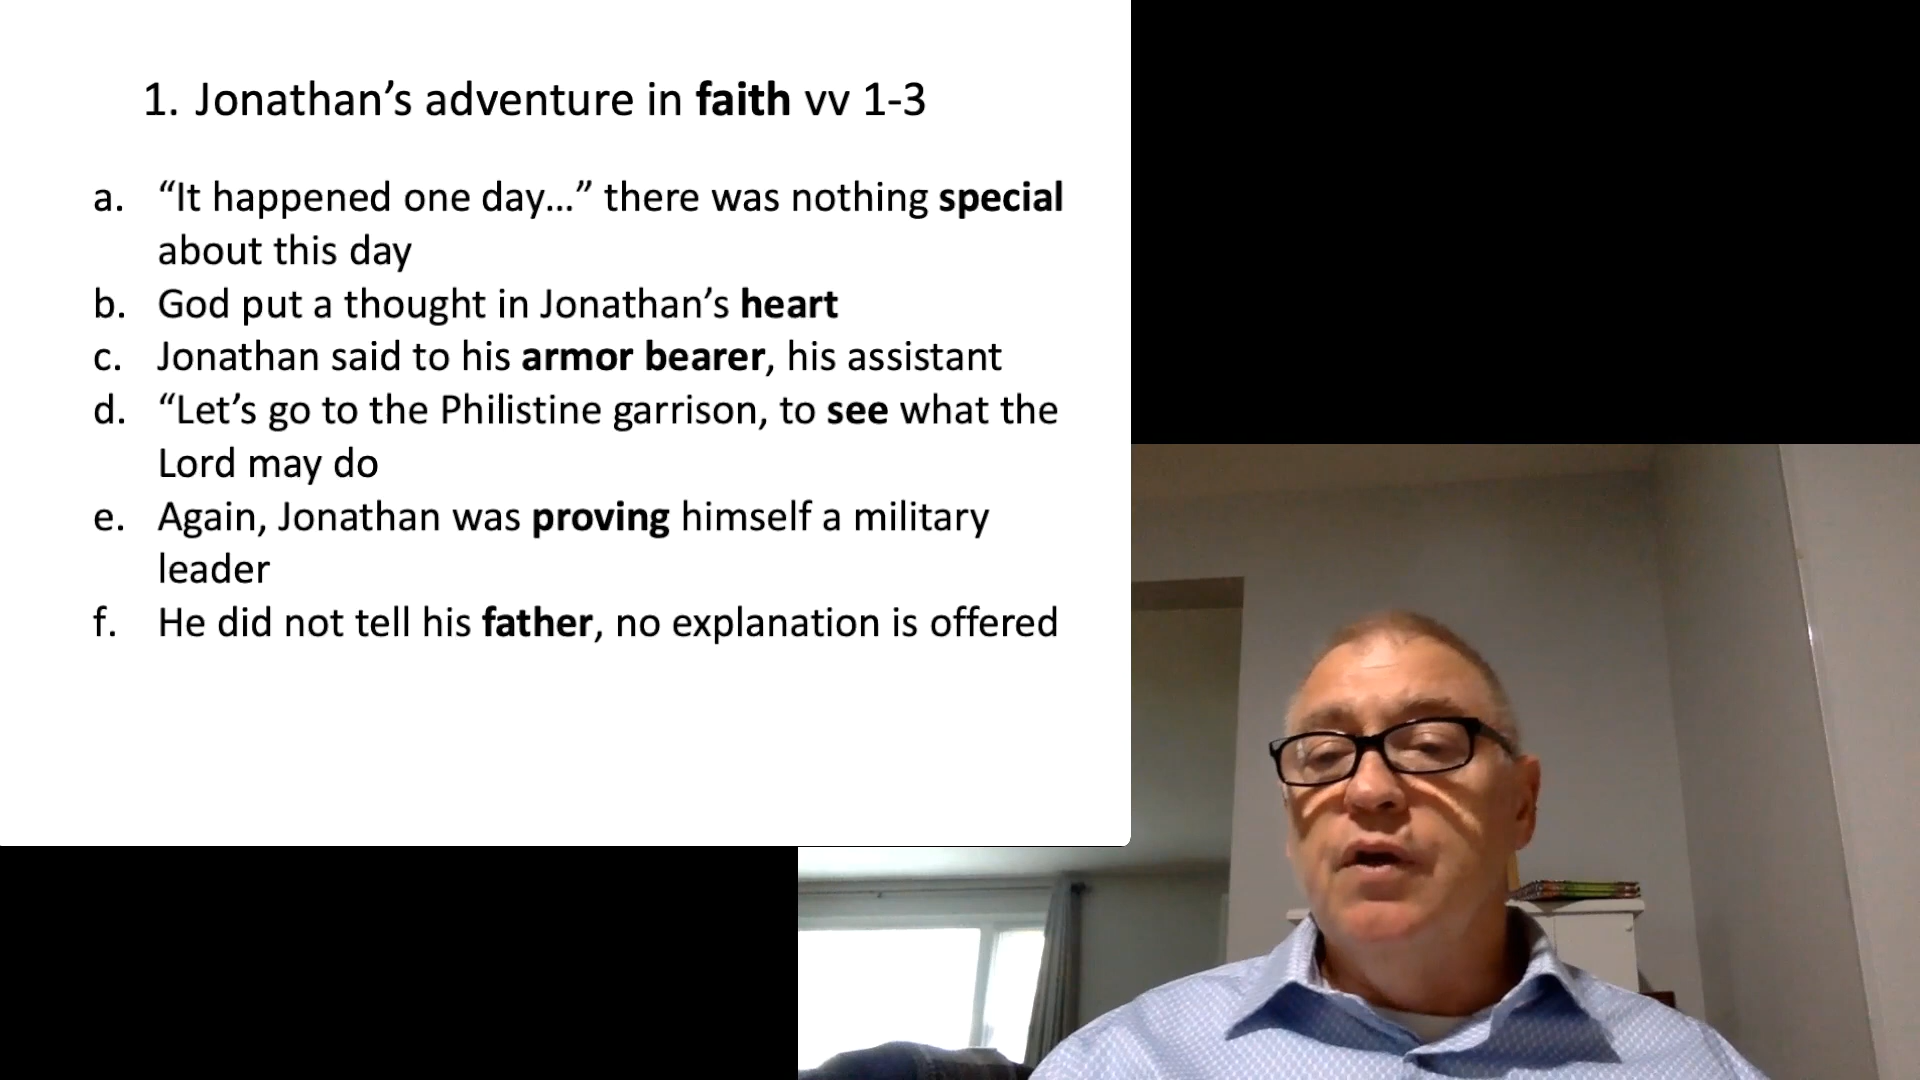 1. Jonathan’s adventure in faith vv 1-3
a. “It happened one day...” there was nothing special
about this day
b. God put a thought in Jonathan’s heart
c. Jonathan said to his armor bearer, his assistant
d. “Let’s go to the Philistine garrison, to see what the
Lord may do
e. Again, Jonathan was proving himself a military
leader
f. He did not tell his father, no explanation is offered